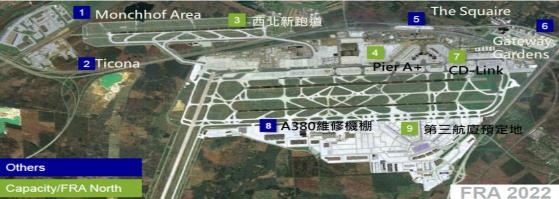 1 Monchhof Area
3 西北新跑道
5 The Squaire
6 Gateway Gardens
2 Ticona
4 Pier A+
7 CD-Link
8 A380維修機棚
9 第三航廈預定地
Others
Capacity/FRA North
FRA 2022